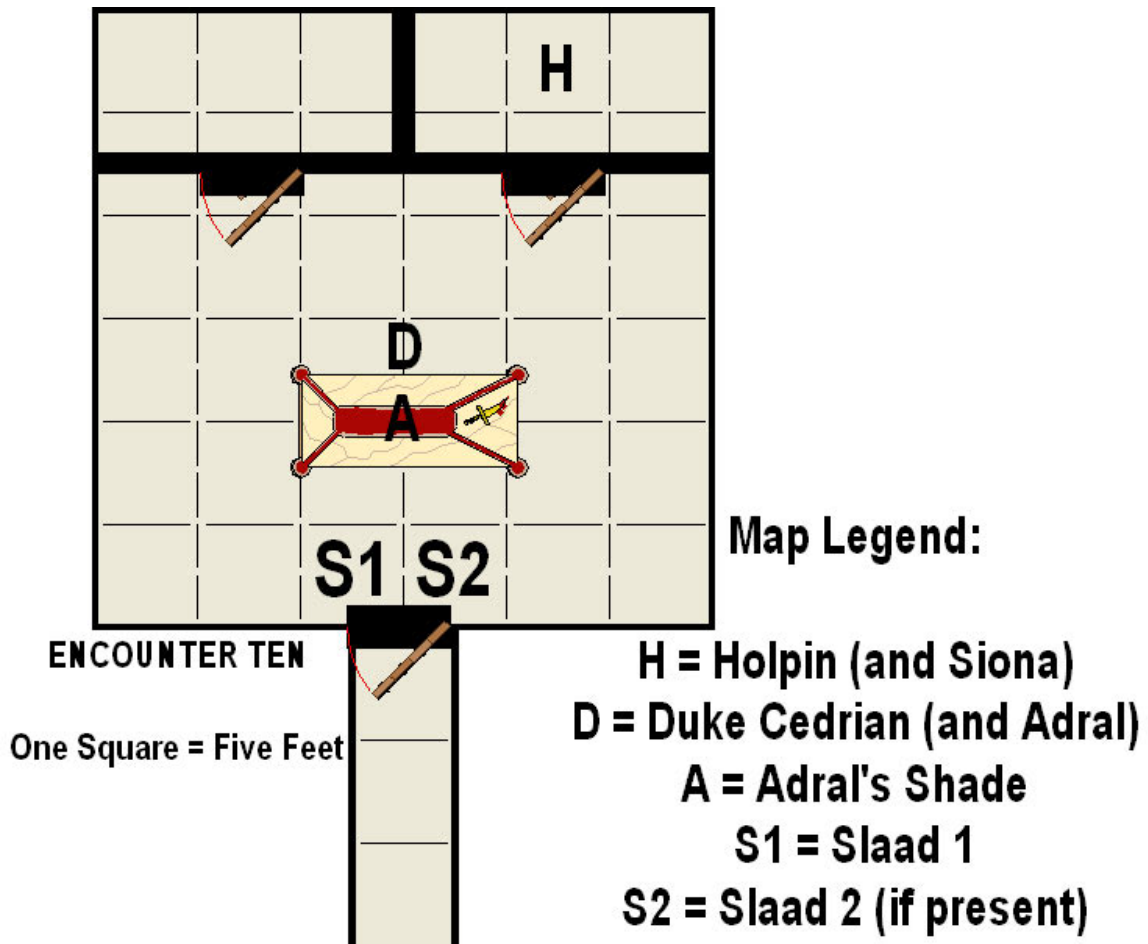 H
D
A
S1 S2
Map Legend:
ENCOUNTER TEN
One Square = Five Feet
H = Holpin (and Siona)
D = Duke Cedrian (and Adral)
A = Adral's Shade
S1 = Slaad 1
S2 = Slaad 2 (if present)